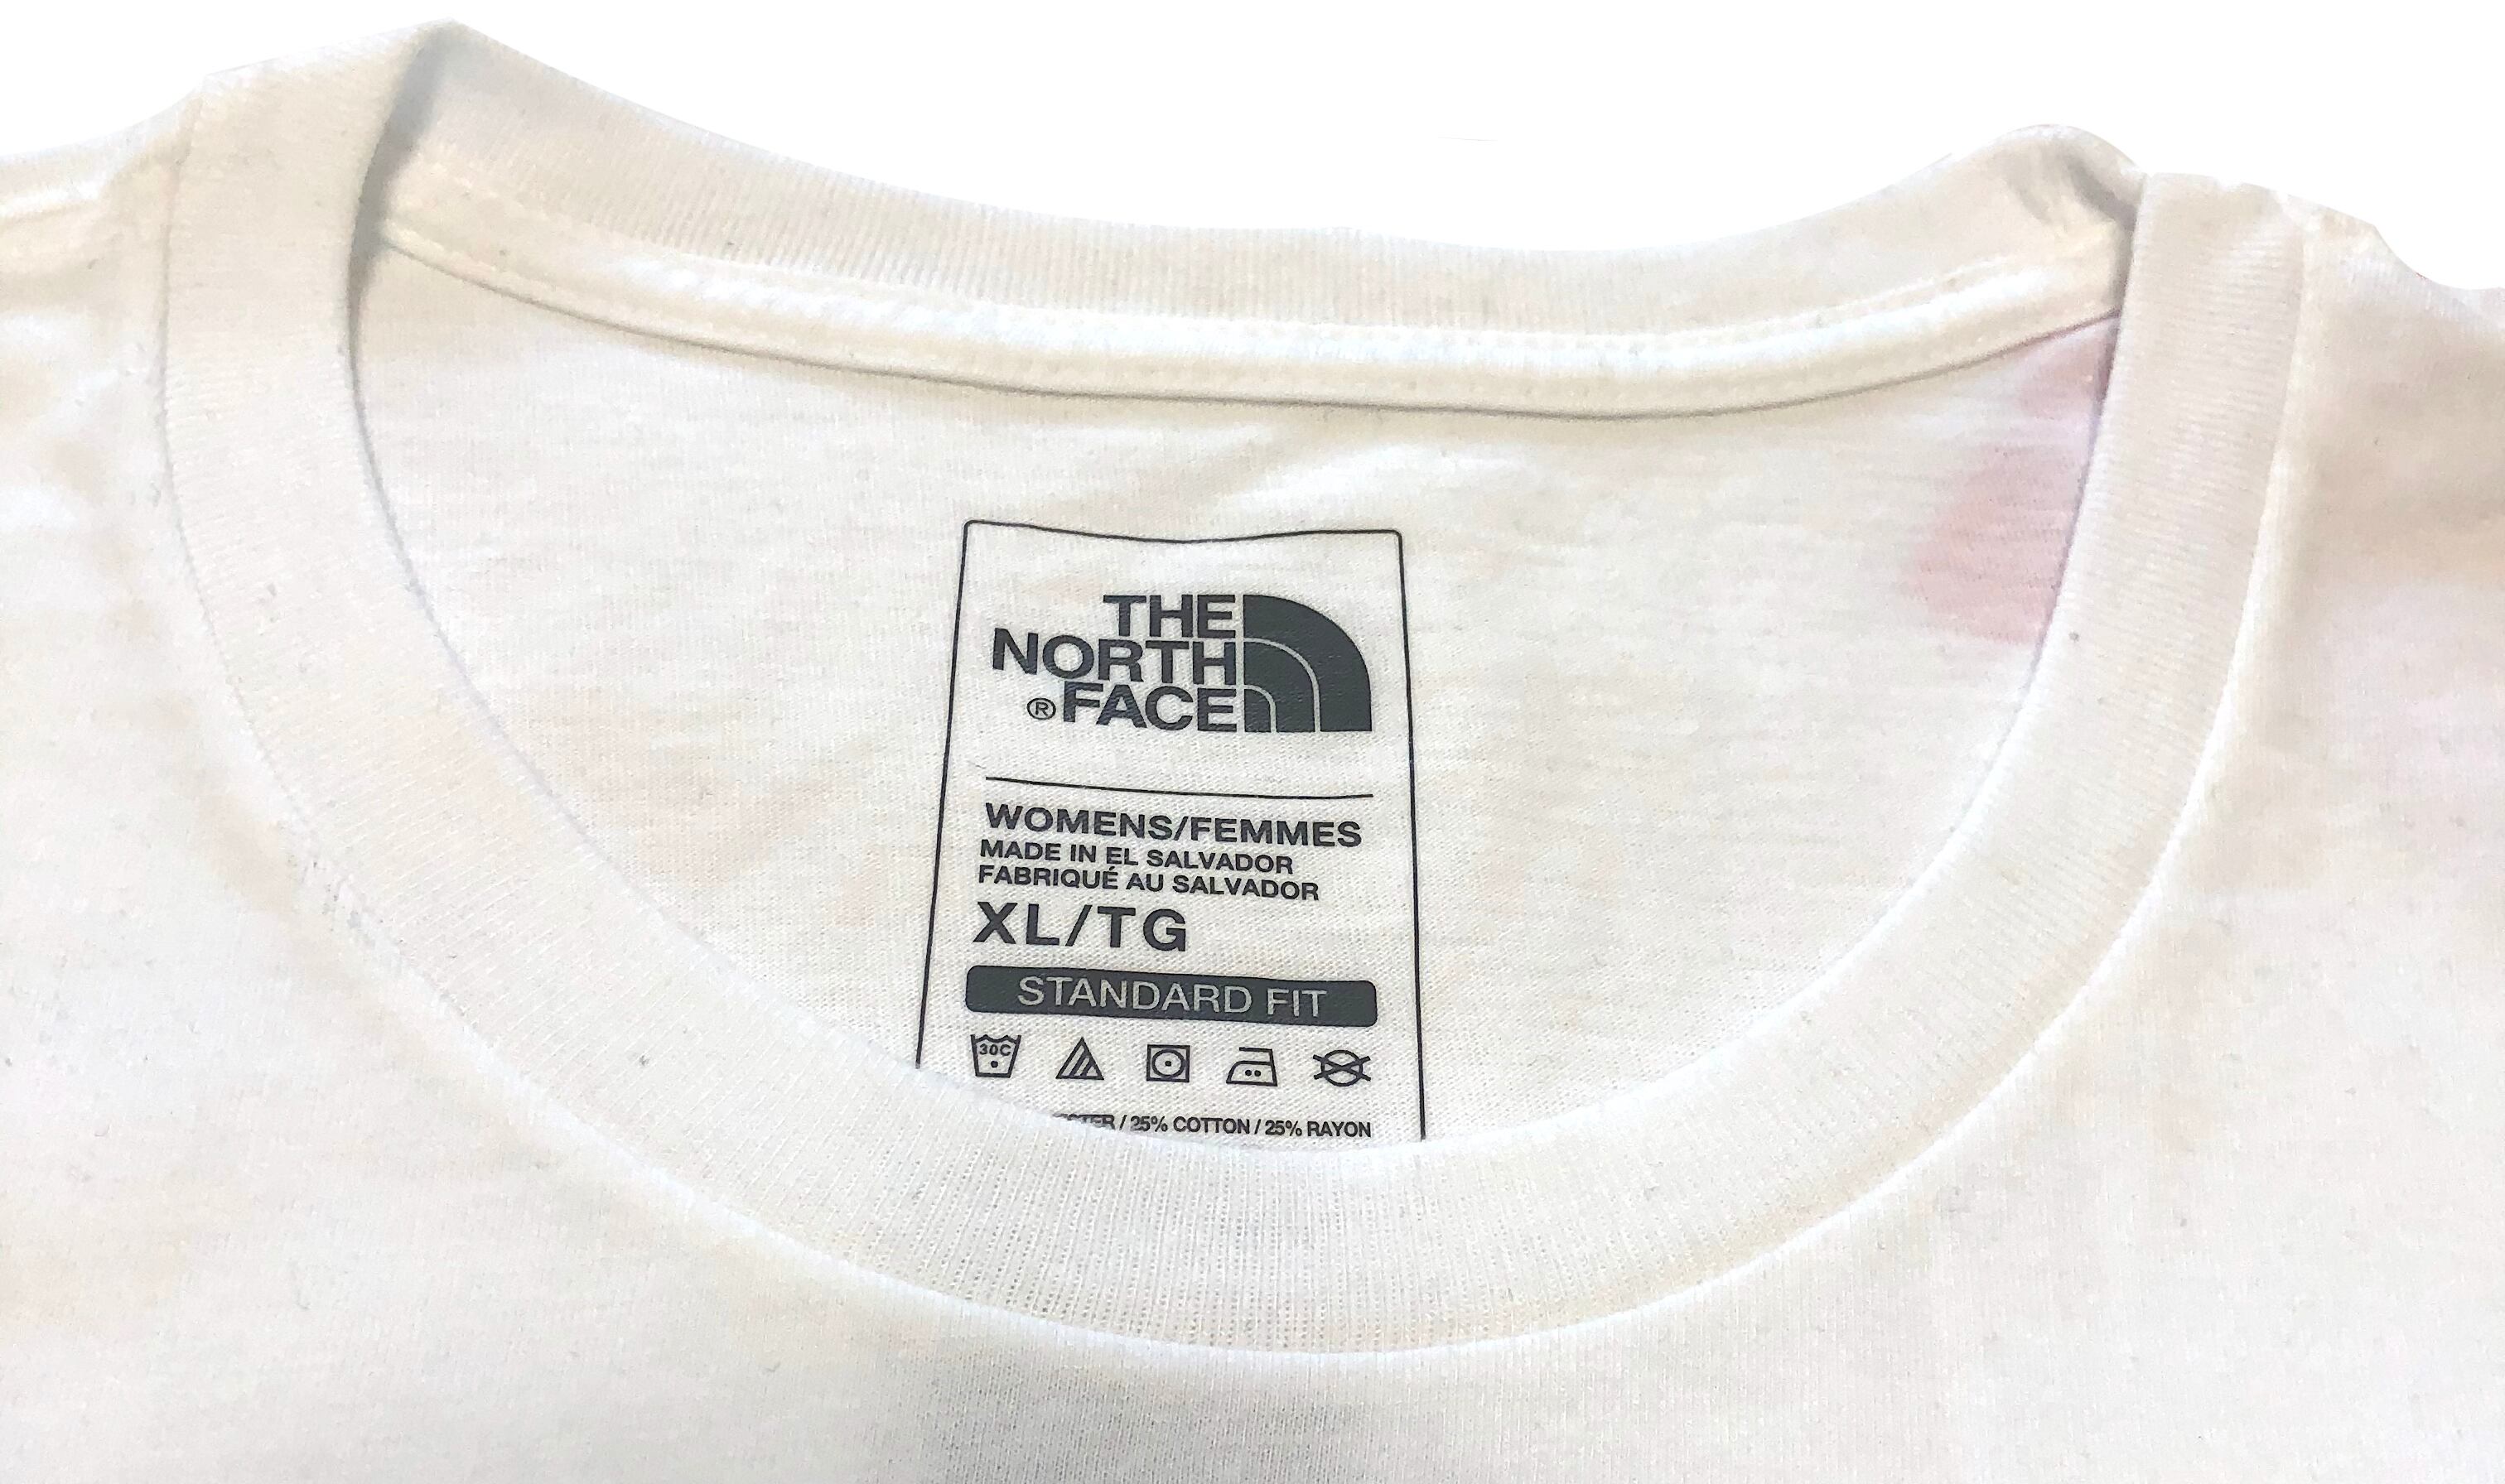 THE
NORTH
®FACE
WOMENS/FEMMES
MADE IN EL SALVADOR
FABRIQUÉ AU SALVADOR
XL/TG
STANDARD FIT
30C
/ 25% COTTON / 25% RAYON